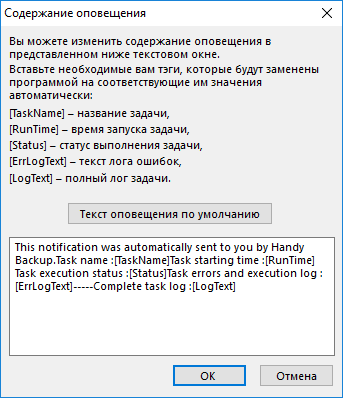 Содержание оповещения
Вы можете изменить содержание оповещения в
представленном ниже текстовом окне.
Вставьте необходимые вам тэги, которые будут заменены
программой на соответствующие им значения
автоматически:
[TaskName] – название задачи,
[RunTime] – время запуска задачи,
[Status] – статус выполнения задачи,
[ErrLogText] – текст лога ошибок,
[LogText] – полный лог задачи.
Текст оповещения по умолчанию
This notification was automatically sent to you by Handy
Backup.Task name :[TaskName]Task starting time :[RunTime]
Task execution status :[Status]Task errors and execution log :
[ErrLogText]-----Complete task log :[LogText]
OK
Отмена